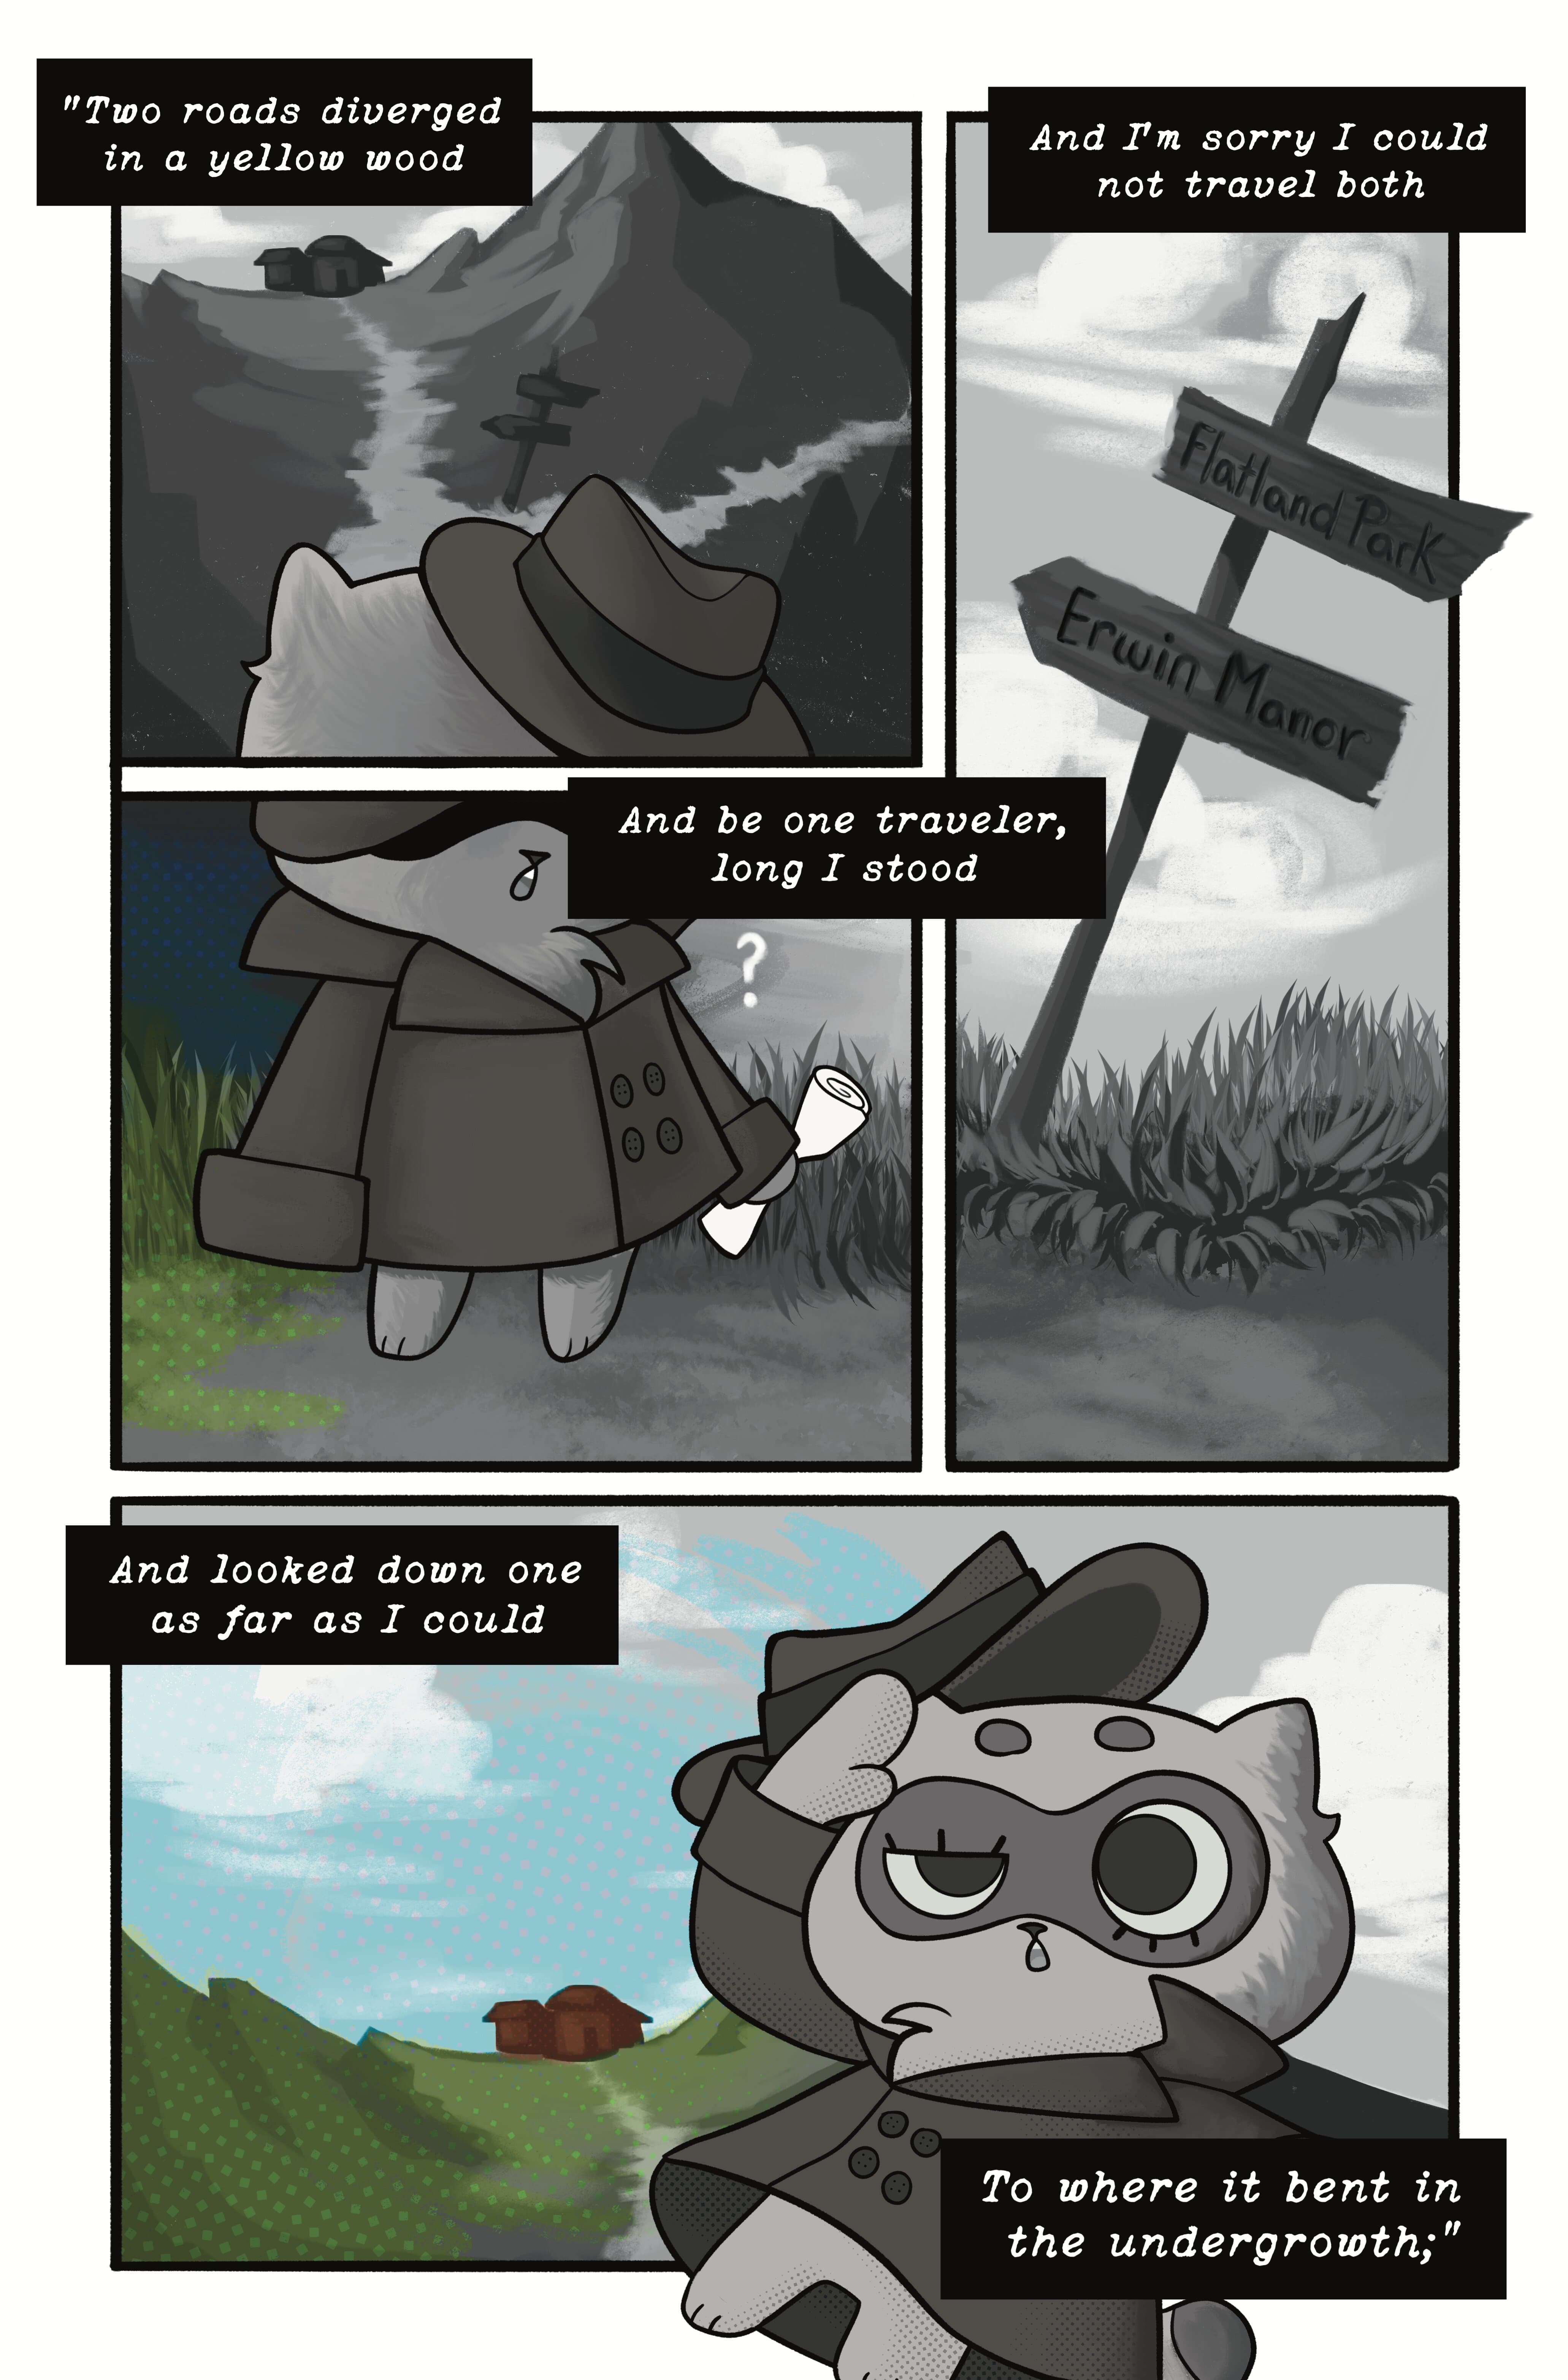 "Two roads diverged
in a yellow wood
And I'm sorry I could
not travel both
Flatland Park
Erwin Manor
And be one traveler,
long I stood
?
And looked down one
as far as I could
To where it bent in
the undergrowth;"